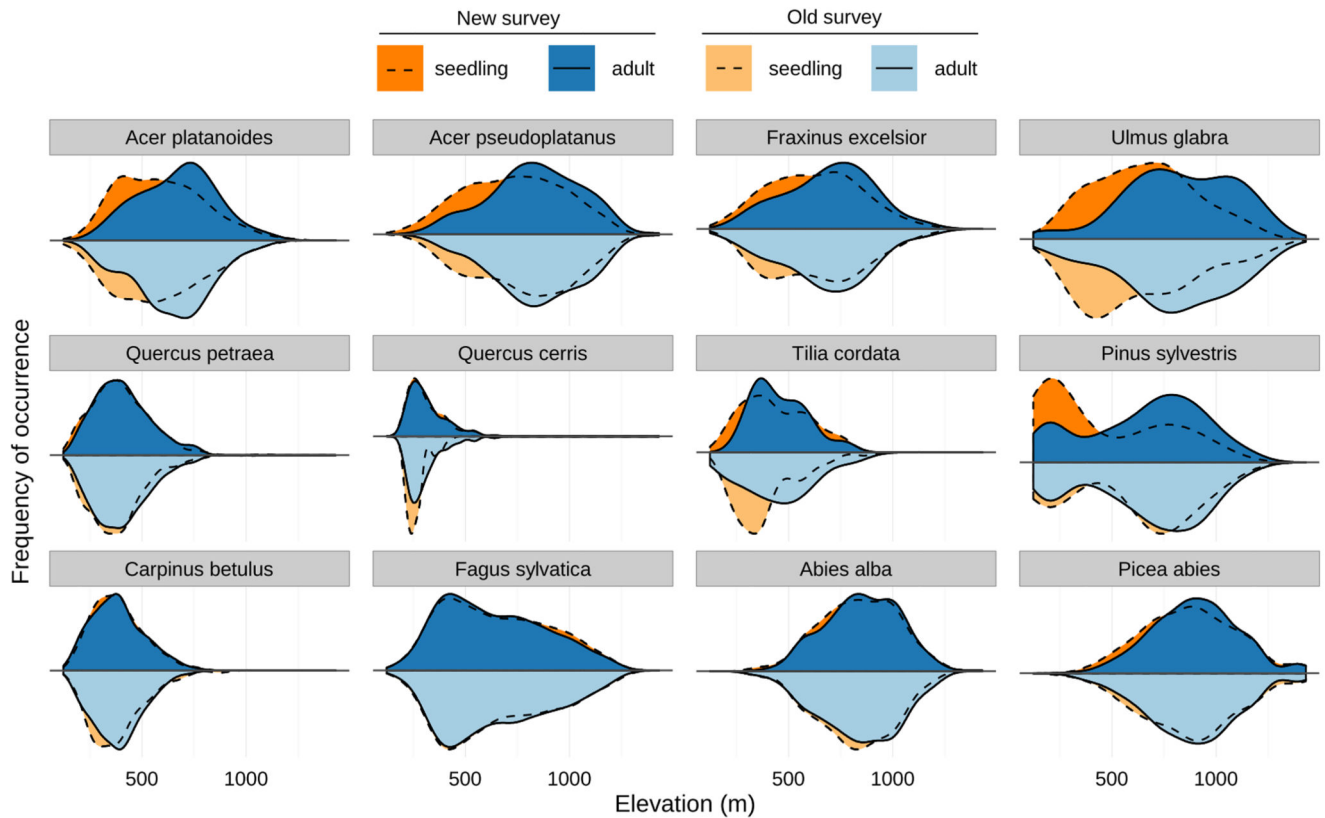 New survey Old survey
seedling adult seedling adult
Acer platanoides Acer pseudoplatanus Fraxinus excelsior Ulmus glabra
Quercus petraea Quercus cerris Tilia cordata Pinus sylvestris
Carpinus betulus Fagus sylvatica Abies alba Picea abies
Frequency of occurrence
500 1000 500 1000 500 1000 500 1000
Elevation (m)